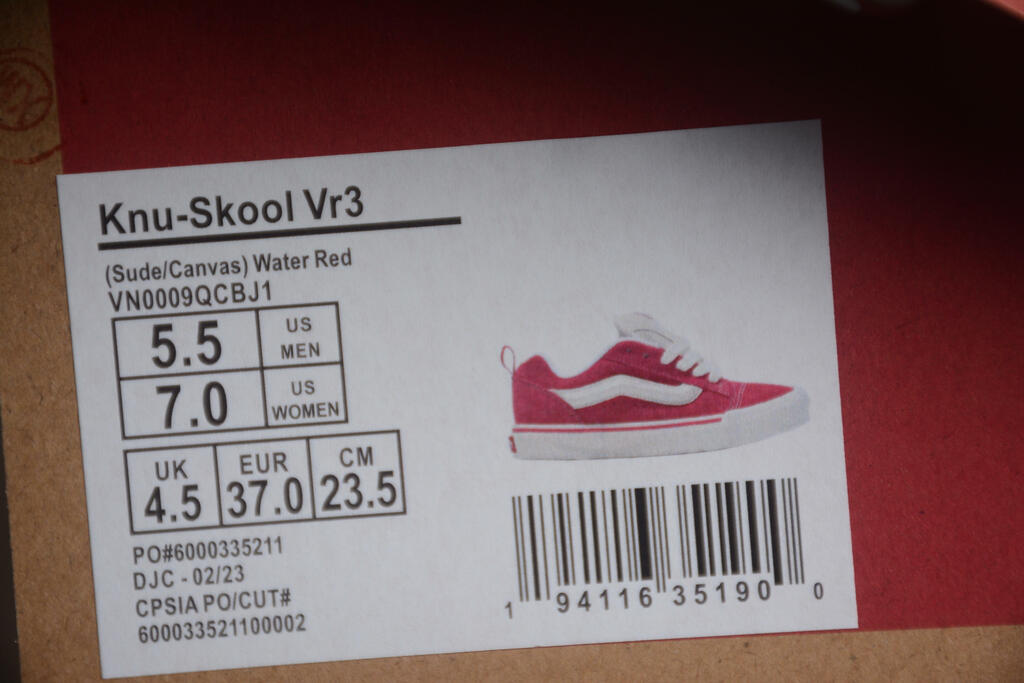 Knu-Skool Vr3
(Sude/Canvas) Water Red
VN0009QCBJ1
5.5 US MEN
7.0 US WOMEN
UK EUR CM
4.5 37.0 23.5
PO#6000335211
DJC - 02/23
CPSIA PO/CUT#
600033521100002
1 94116 35190 0